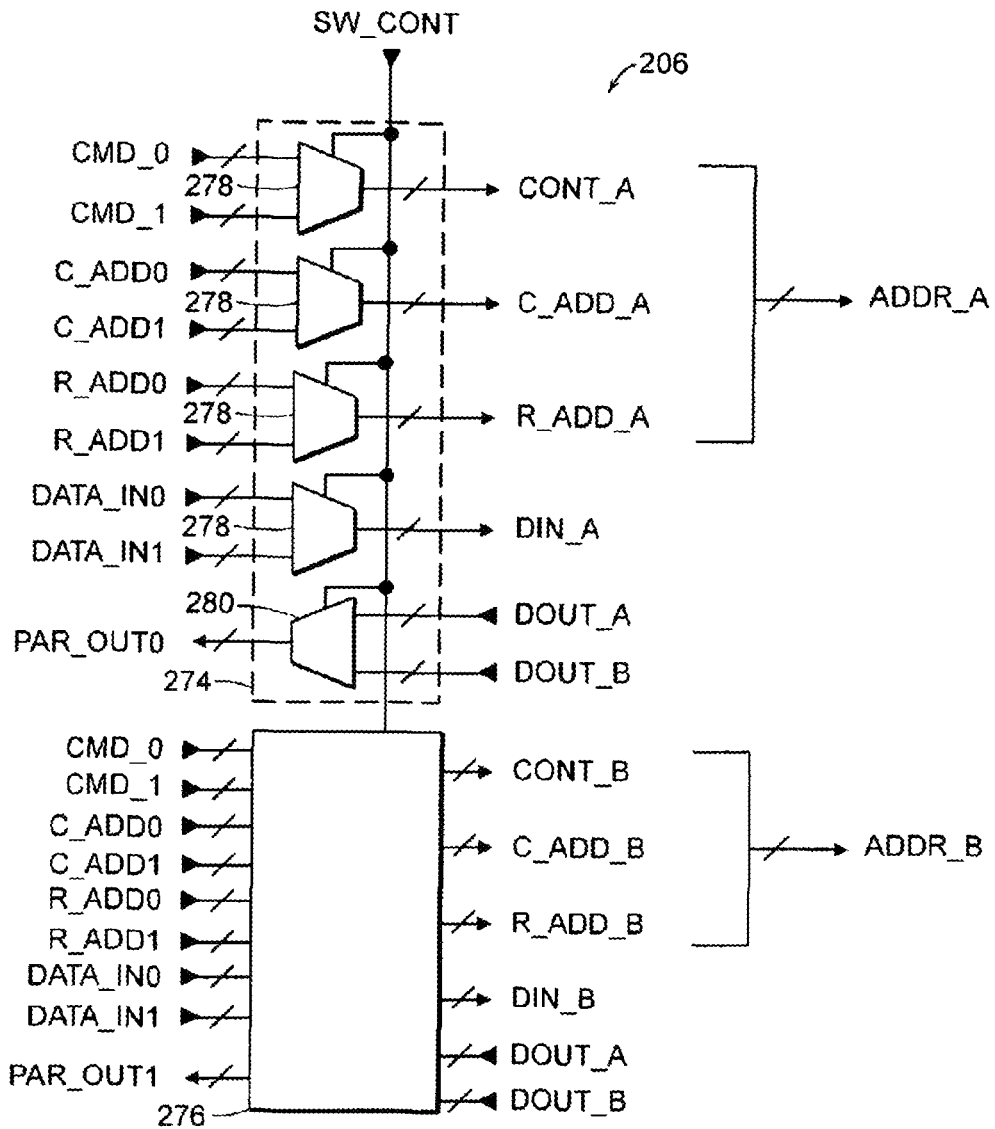 SW_CONT
206
CMD_0
278
CMD_1
CONT_A
C_ADD0
278
C_ADD1
C_ADD_A
ADDR_A
R_ADD0
278
R_ADD1
R_ADD_A
DATA_IN0
278
DATA_IN1
DIN_A
280
PAR_OUT0
274
DOUT_A
DOUT_B
CMD_0
CMD_1
C_ADD0
C_ADD1
R_ADD0
R_ADD1
DATA_IN0
DATA_IN1
PAR_OUT1
276
CONT_B
C_ADD_B
R_ADD_B
ADDR_B
DIN_B
DOUT_A
DOUT_B